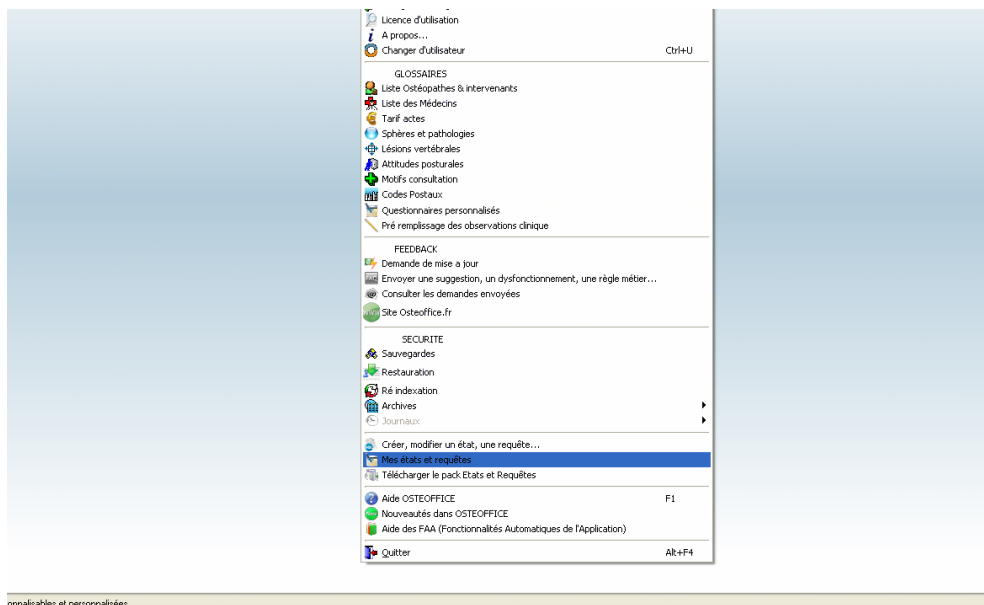 Licence d'utilisation
A propos...
Changer d'utilisateur Ctrl+U
GLOSSAIRES
Liste Ostéopathes & intervenants
Liste des Médecins
Tarif actes
Sphères et pathologies
Lésions vertébrales
Attitudes posturales
Motifs consultation
Codes Postaux
Questionnaires personnalisés
Pré remplissage des observations clinique
FEEDBACK
Demande de mise a jour
Envoyer une suggestion, un dysfonctionnement, une règle métier...
Consulter les demandes envoyées
Site Osteoffice.fr
SECURITE
Sauvegardes
Restauration
Ré indexation
Archives
Journaux
Créer, modifier un état, une requête...
Mes états et requêtes
Télécharger le pack Etats et Requêtes
Aide OSTEOFFICE F1
Nouveautés dans OSTEOFFICE
Aide des FAA (Fonctionnalités Automatiques de l'Application)
Quitter Alt+F4
onnalisables et personnalisées